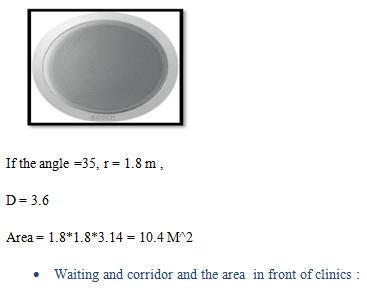 BOSCH
If the angle =35, r= 1.8 m ,
D= 3.6
Area = 1.8*1.8*3.14 = 10.4 M^2
• Waiting and corridor and the area in front of clinics :